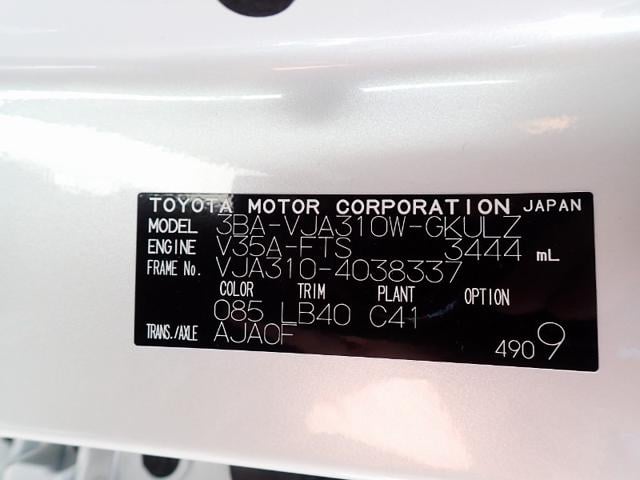 TOYOTA MOTOR CORPORATION JAPAN
MODEL 3BA-VJA310W-GKULZ
ENGINE V35A-FTS 3444 mL
FRAME No. VJA310-4038337
COLOR TRIM PLANT OPTION
085 LB40 C41
TRANS./AXLE AJA0F
4909